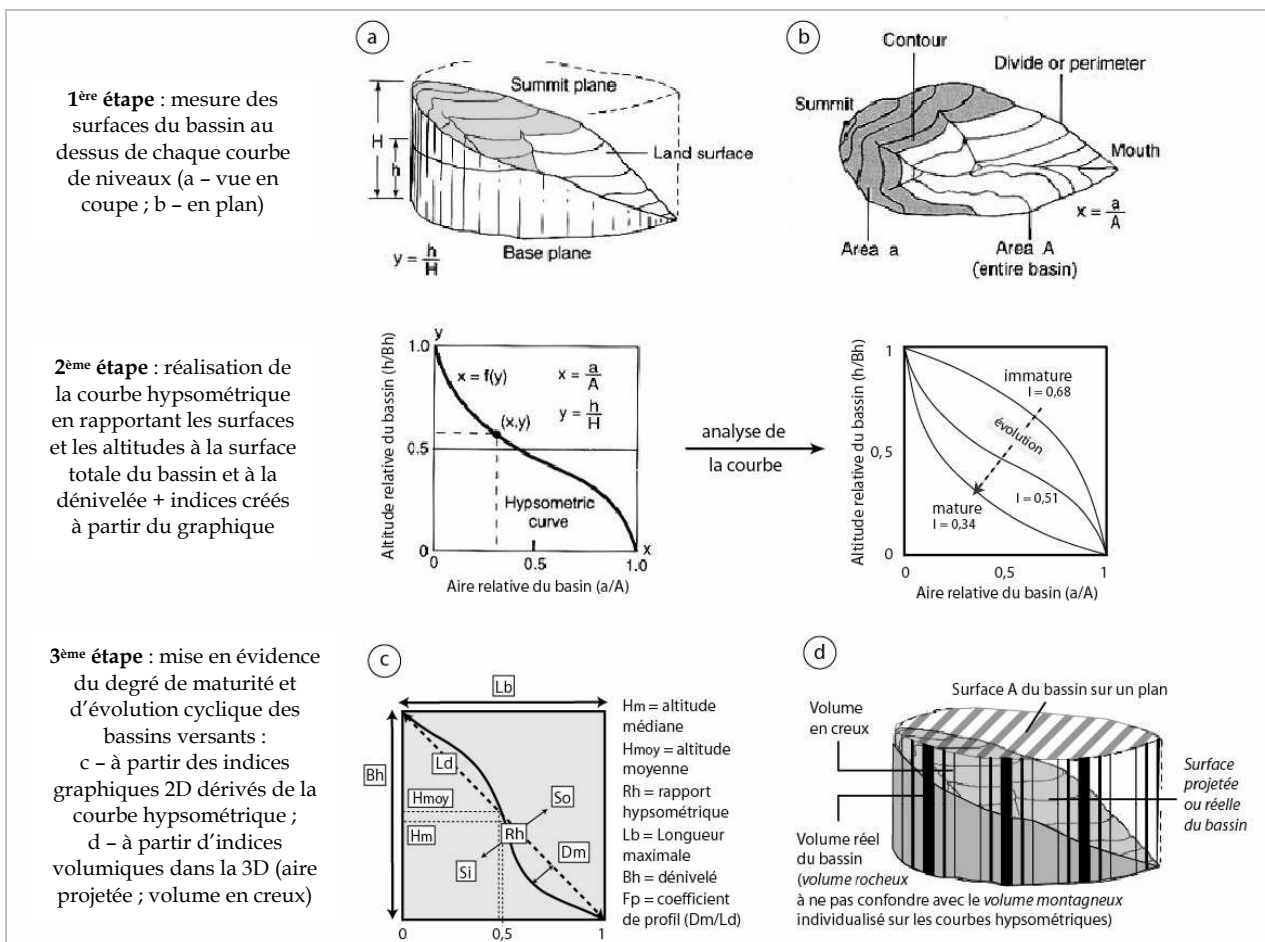 1ère étape : mesure des
surfaces du bassin au
dessus de chaque courbe
de niveaux (a – vue en
coupe ; b – en plan)
a
Summit plane
H
h
Land surface
Base plane
y = h/H
b
Contour
Divide or perimeter
Summit
Mouth
x = a/A
Area a
Area A
(entire basin)
2ème étape : réalisation de
la courbe hypsométrique
en rapportant les surfaces
et les altitudes à la surface
totale du bassin et à la
dénivelée + indices créés
à partir du graphique
Altitude relative du bassin (h/Bh)
y
1.0
x = f(y)
x = a/A
(x,y)
y = h/H
0.5
Hypsometric
curve
0
x
0
0.5
1.0
Aire relative du basin (a/A)
analyse de
la courbe
Altitude relative du bassin (h/Bh)
1
immature
I = 0,68
évolution
0,5
I = 0,51
mature
I = 0,34
0
0
0,5
1
Aire relative du basin (a/A)
3ème étape : mise en évidence
du degré de maturité et
d’évolution cyclique des
bassins versants :
c – à partir des indices
graphiques 2D dérivés de la
courbe hypsométrique ;
d – à partir d’indices
volumiques dans la 3D (aire
projetée ; volume en creux)
c
Lb
Bh
Ld
Hmoy
So
Hm
Rh
Si
Dm
0
0,5
1
Hm = altitude
médiane
Hmoy = altitude
moyenne
Rh = rapport
hypsométrique
Lb = Longueur
maximale
Bh = dénivelé
Fp = coefficient
de profil (Dm/Ld)
d
Surface A du bassin sur un plan
Volume
en creux
Surface
projetée
ou réelle
du bassin
Volume réel
du bassin
(volume rocheux
à ne pas confondre avec le volume montagneux
individualisé sur les courbes hypsométriques)